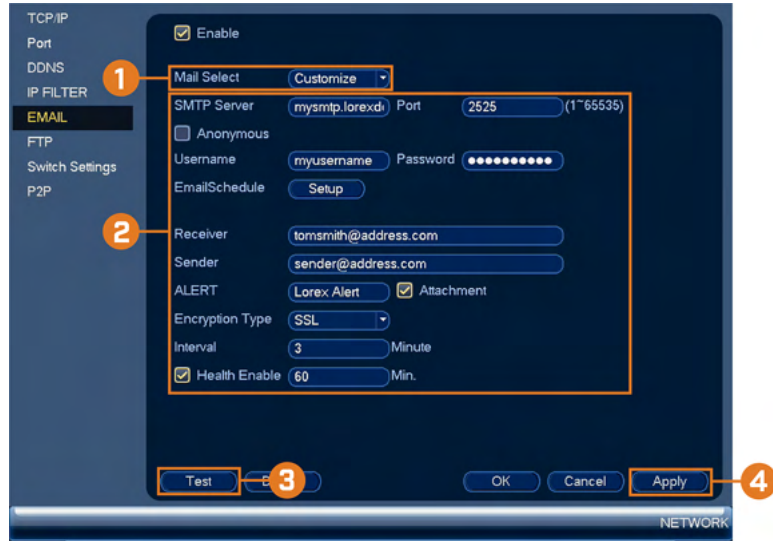 TCP/IP
Port
DDNS
IP FILTER
EMAIL
FTP
Switch Settings
P2P
Enable
1
Mail Select Customize
SMTP Server mysmtp.lorexd Port 2525 (1~65535)
Anonymous
Username myusername Password ●●●●●●●●●●
EmailSchedule Setup
2
Receiver tomsmith@address.com
Sender sender@address.com
ALERT Lorex Alert Attachment
Encryption Type SSL
Interval 3 Minute
Health Enable 60 Min.
Test 3 OK Cancel Apply 4
NETWORK